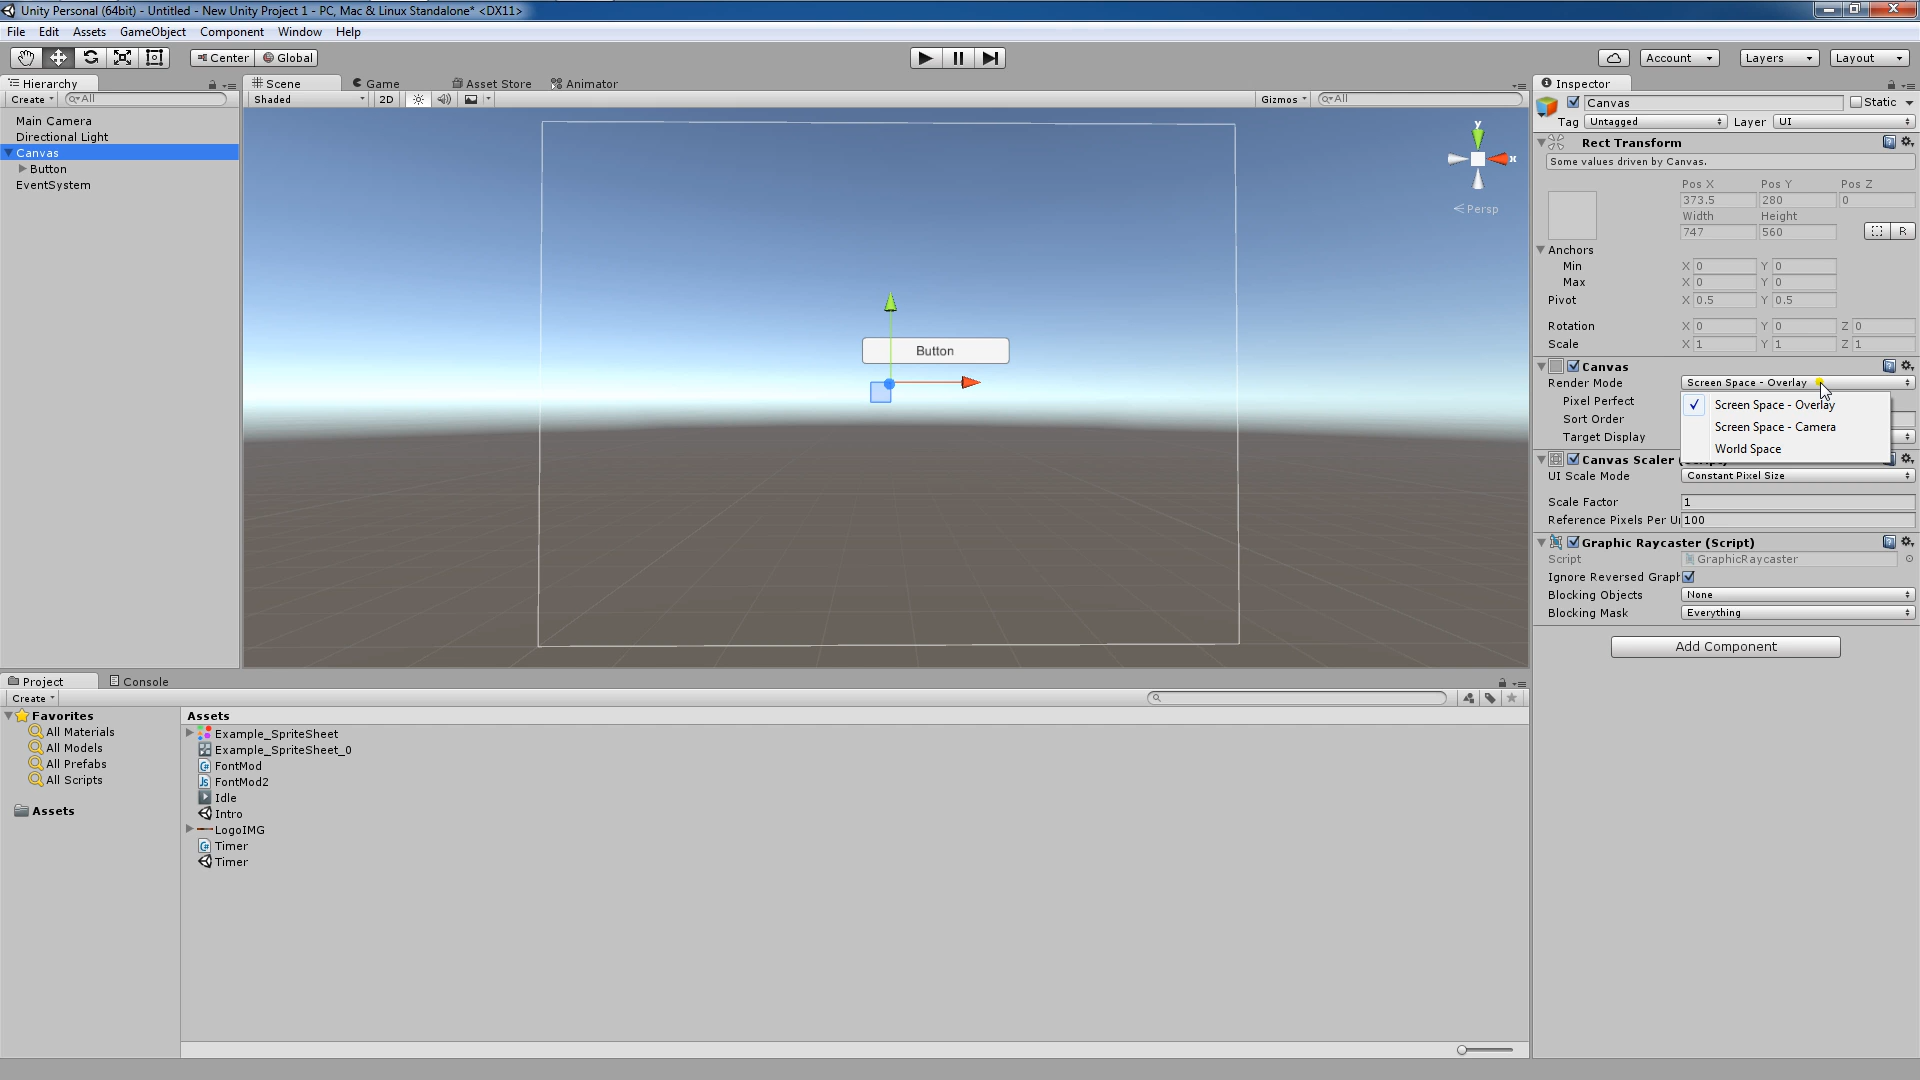 Unity Personal (64bit) - Untitled - New Unity Project 1 - PC, Mac & Linux Standalone* <DX11>
File Edit Assets GameObject Component Window Help
Center Global Account Layers Layout
Hierarchy
Create All
Main Camera
Directional Light
Canvas
Button
EventSystem
Scene Game Asset Store Animator
Shaded 2D Gizmos All
y
x
Persp
Button
Inspector
Canvas Static
Tag Untagged Layer UI
Rect Transform
Some values driven by Canvas.
Pos X Pos Y Pos Z
373.5 280 0
Width Height
747 560 R
Anchors
Min X 0 Y 0
Max X 0 Y 0
Pivot X 0.5 Y 0.5
Rotation X 0 Y 0 Z 0
Scale X 1 Y 1 Z 1
Canvas
Render Mode Screen Space - Overlay
Pixel Perfect
Sort Order
Target Display
Screen Space - Overlay
Screen Space - Camera
World Space
Canvas Scaler
UI Scale Mode Constant Pixel Size
Scale Factor 1
Reference Pixels Per U 100
Graphic Raycaster (Script)
Script GraphicRaycaster
Ignore Reversed Graph
Blocking Objects None
Blocking Mask Everything
Add Component
Project Console
Create
Favorites
All Materials
All Models
All Prefabs
All Scripts
Assets
Assets
Example_SpriteSheet
Example_SpriteSheet_0
FontMod
FontMod2
Idle
Intro
LogoIMG
Timer
Timer